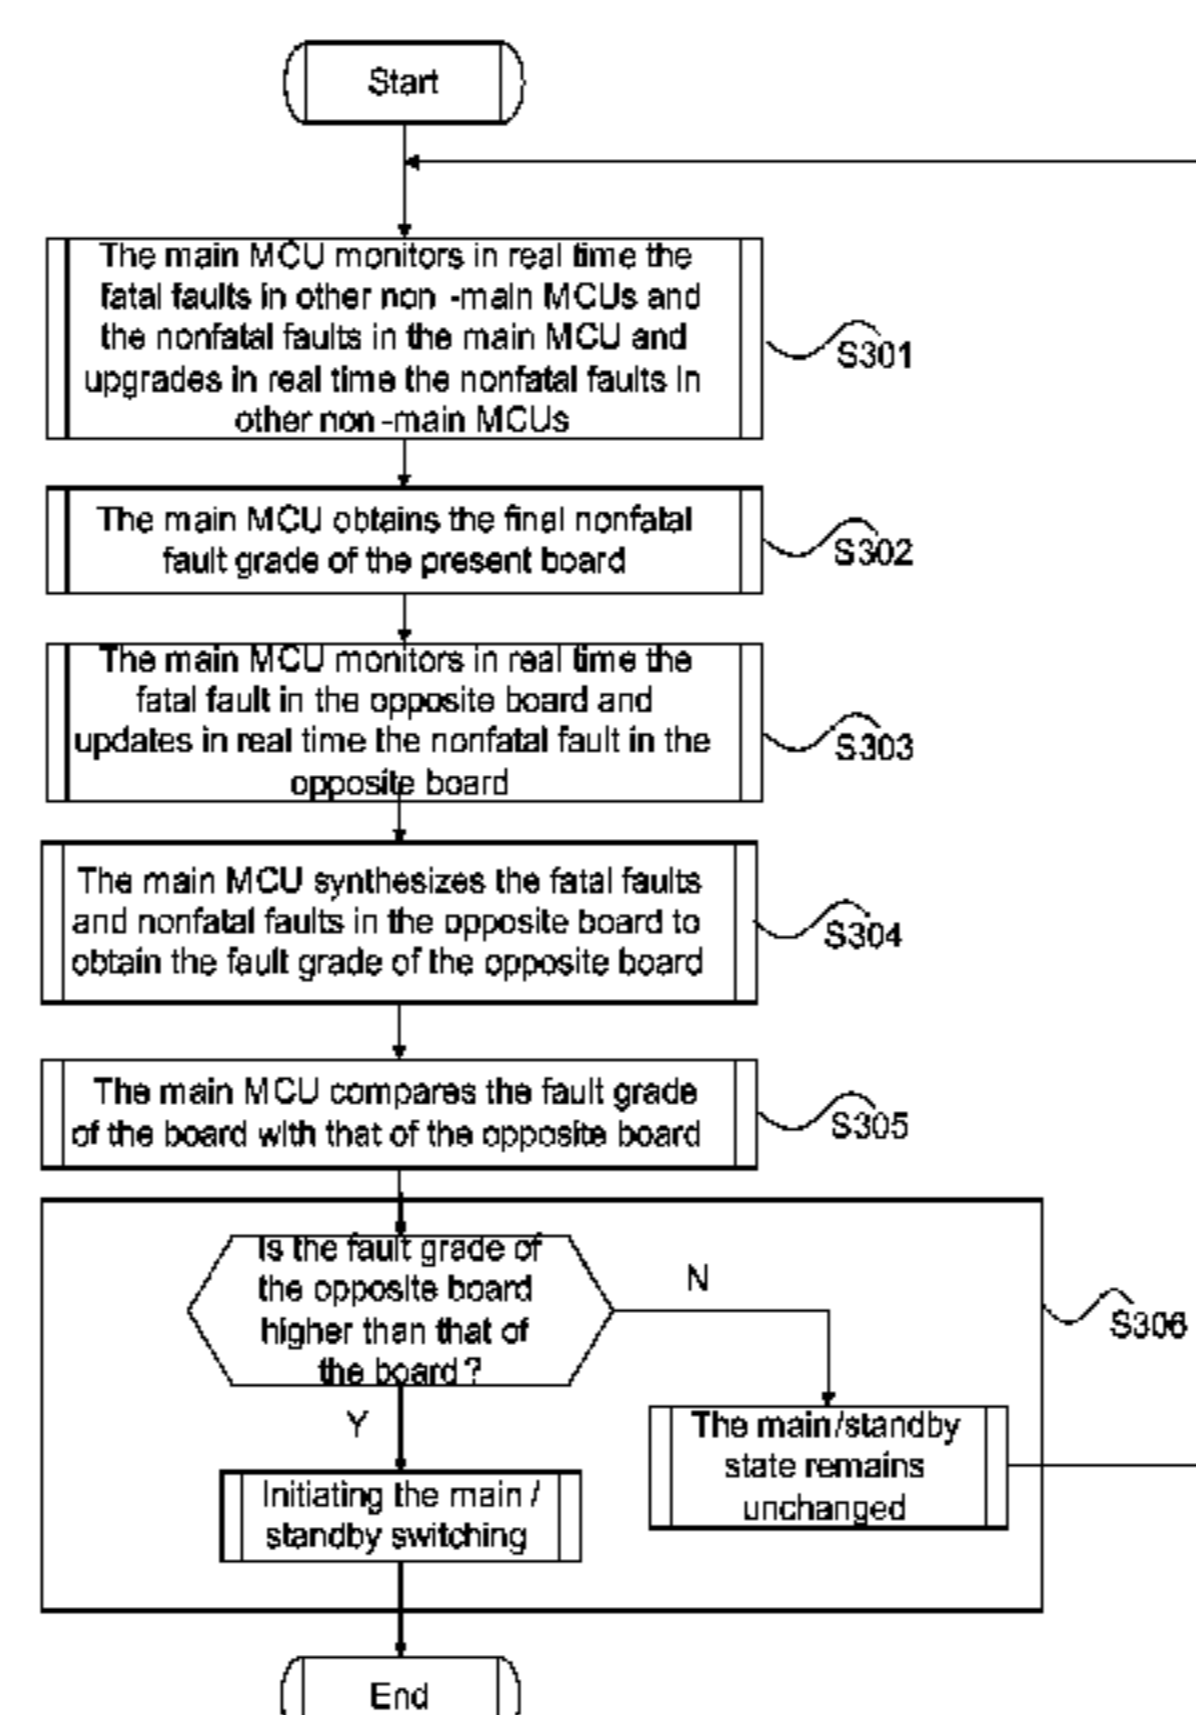 Start
The main MCU monitors in real time the
fatal faults in other non -main MCUs and
the nonfatal faults in the main MCU and
upgrades in real time the nonfatal faults in
other non -main MCUs
S301
The main MCU obtains the final nonfatal
fault grade of the present board
S302
The main MCU monitors in real time the
fatal fault in the opposite board and
updates in real time the nonfatal fault in the
opposite board
S303
The main MCU synthesizes the fatal faults
and nonfatal faults in the opposite board to
obtain the fault grade of the opposite board
S304
The main MCU compares the fault grade
of the board with that of the opposite board
S305
Is the fault grade of
the opposite board
higher than that of
the board ?
N
S306
Y
The main/standby
state remains
unchanged
Initiating the main /
standby switching
End